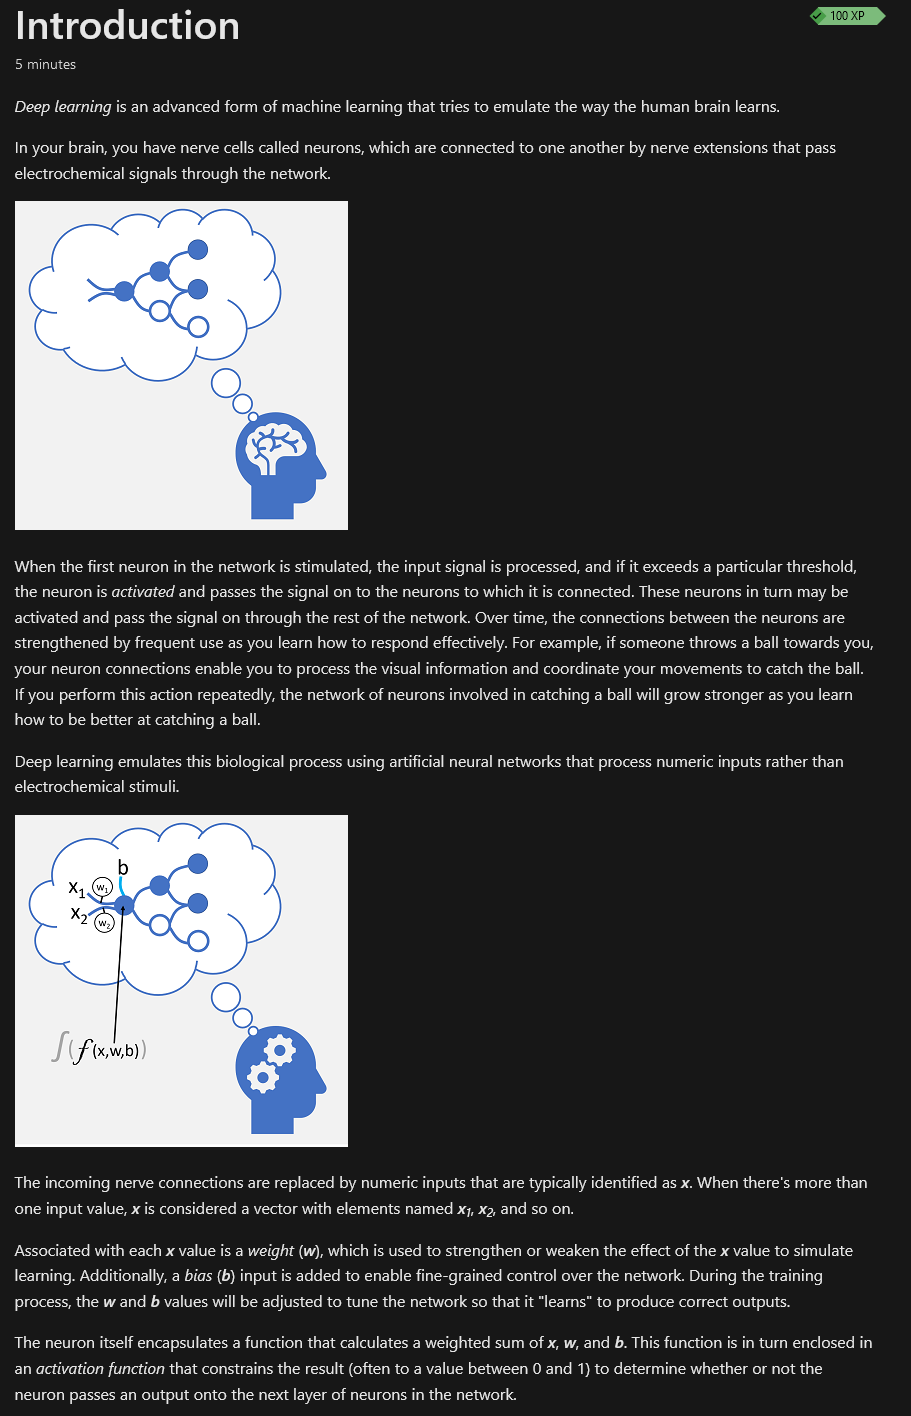 Introduction
100 XP
5 minutes
Deep learning is an advanced form of machine learning that tries to emulate the way the human brain learns.
In your brain, you have nerve cells called neurons, which are connected to one another by nerve extensions that pass
electrochemical signals through the network.
When the first neuron in the network is stimulated, the input signal is processed, and if it exceeds a particular threshold,
the neuron is activated and passes the signal on to the neurons to which it is connected. These neurons in turn may be
activated and pass the signal on through the rest of the network. Over time, the connections between the neurons are
strengthened by frequent use as you learn how to respond effectively. For example, if someone throws a ball towards you,
your neuron connections enable you to process the visual information and coordinate your movements to catch the ball.
If you perform this action repeatedly, the network of neurons involved in catching a ball will grow stronger as you learn
how to be better at catching a ball.
Deep learning emulates this biological process using artificial neural networks that process numeric inputs rather than
electrochemical stimuli.
b
x₁ w₁
x₂ w₂
∫(f(x,w,b))
The incoming nerve connections are replaced by numeric inputs that are typically identified as x. When there's more than
one input value, x is considered a vector with elements named x₁, x₂, and so on.
Associated with each x value is a weight (w), which is used to strengthen or weaken the effect of the x value to simulate
learning. Additionally, a bias (b) input is added to enable fine-grained control over the network. During the training
process, the w and b values will be adjusted to tune the network so that it "learns" to produce correct outputs.
The neuron itself encapsulates a function that calculates a weighted sum of x, w, and b. This function is in turn enclosed in
an activation function that constrains the result (often to a value between 0 and 1) to determine whether or not the
neuron passes an output onto the next layer of neurons in the network.